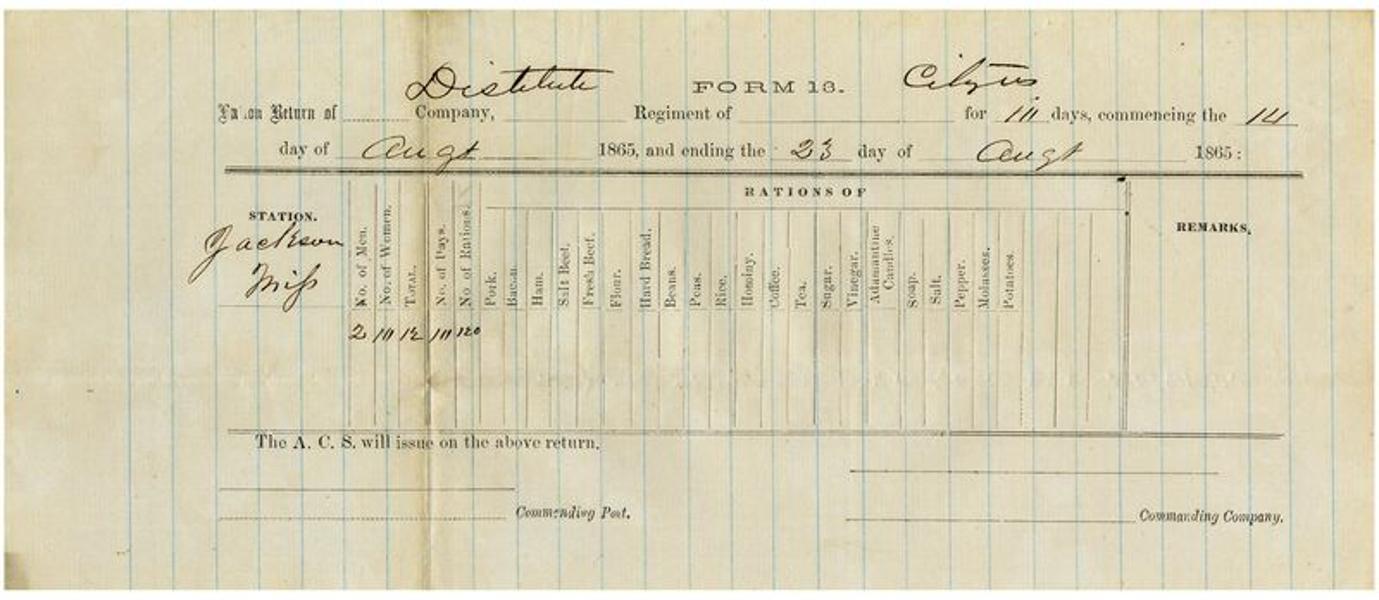 Distitute FORM 13. Citzens
Ration Return of Company, Regiment of for 10 days, commencing the 14
day of Augt 1865, and ending the 23 day of Augt 1865:
RATIONS OF
STATION. No. of Men. No. of Women. TOTAL. No. of Days. No. of Rations. Pork. Bacon. Ham. Salt Beef. Fresh Beef. Flour. Hard Bread. Beans. Peas. Rice. Hominy. Coffee. Tea. Sugar. Vinegar. Adamantine Candles. Soap. Salt. Pepper. Molasses. Potatoes. REMARKS.
Jackson
Miss
2 10 12 10 120
The A. C. S. will issue on the above return.
Commending Post. Commanding Company.